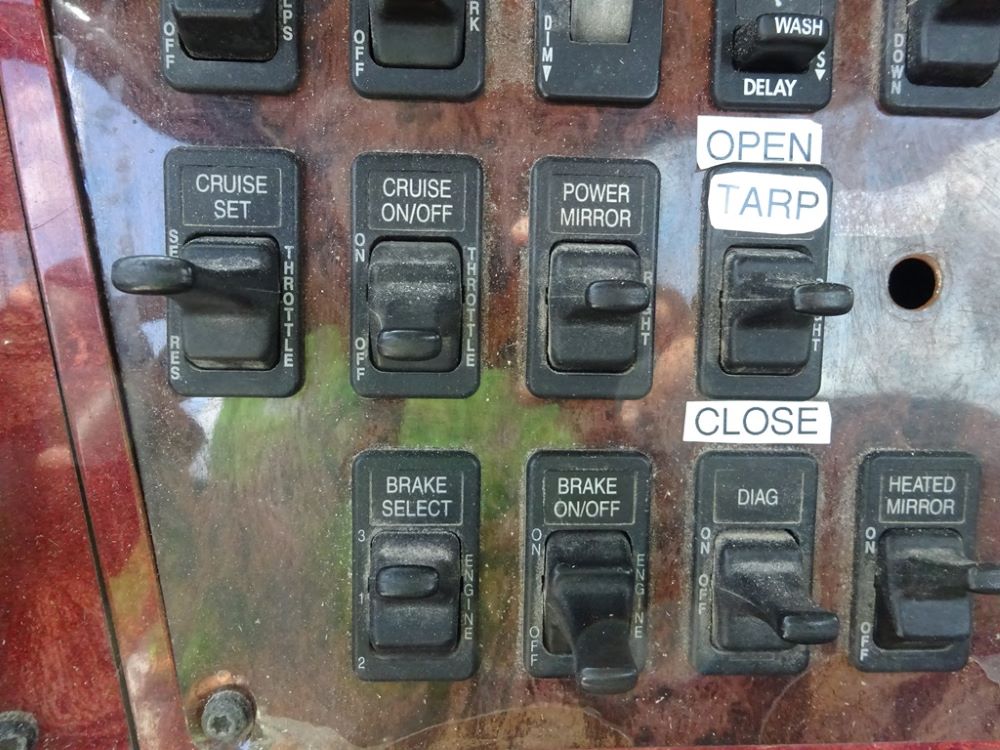 OFF
OFF
DIM
WASH
DELAY
DOWN
OPEN
CRUISE
SET
THROTTLE
RES
CRUISE
ON/OFF
ON
OFF
THROTTLE
POWER
MIRROR
TARP
CLOSE
BRAKE
SELECT
3
1
2
ENGINE
BRAKE
ON/OFF
ON
OFF
ENGINE
DIAG
ON
OFF
HEATED
MIRROR
ON
OFF